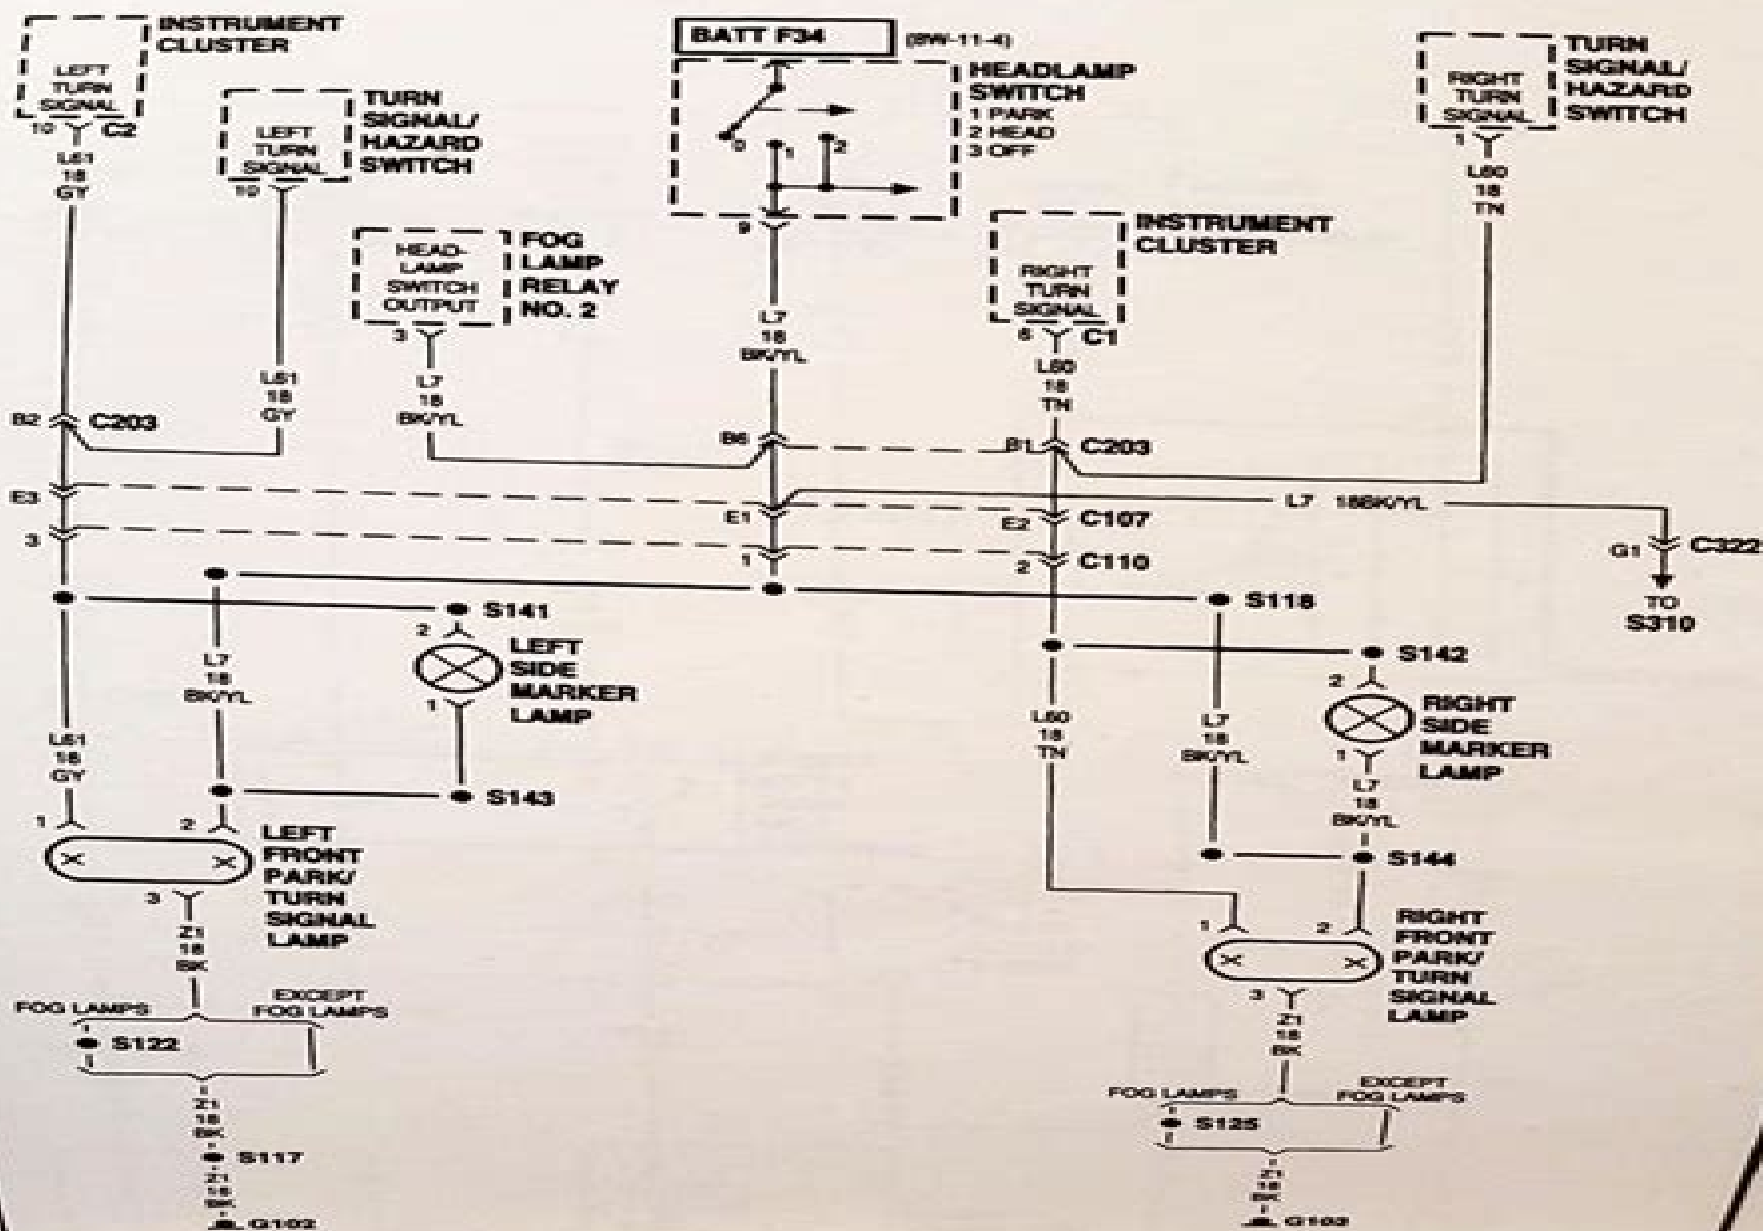 INSTRUMENT
CLUSTER
LEFT
TURN
SIGNAL
10 C2
L61
18
GY
TURN
SIGNAL/
HAZARD
SWITCH
LEFT
TURN
SIGNAL
10
L61
18
GY
B2 C203
FOG
LAMP
RELAY
NO. 2
HEAD-
LAMP
SWITCH
OUTPUT
3
L7
18
BK/YL
BATT F34
(8W-11-4)
HEADLAMP
SWITCH
1 PARK
2 HEAD
3 OFF
0 1 2
9
L7
18
BK/YL
B6
INSTRUMENT
CLUSTER
RIGHT
TURN
SIGNAL
C1
L60
18
TN
B1 C203
TURN
SIGNAL/
HAZARD
SWITCH
RIGHT
TURN
SIGNAL
1
L60
18
TN
E3
E1
E2 C107
L7 18BK/YL
3
1
2 C110
G1 C322
TO
S310
S141
2
LEFT
SIDE
MARKER
LAMP
1
S143
L7
18
BK/YL
L61
18
GY
1 2
LEFT
FRONT
PARK/
TURN
SIGNAL
LAMP
3
Z1
18
BK
FOG LAMPS
EXCEPT
FOG LAMPS
S122
Z1
18
BK
S117
Z1
18
BK
G102
S118
S142
2
RIGHT
SIDE
MARKER
LAMP
1
L7
18
BK/YL
S144
L60
18
TN
L7
18
BK/YL
1 2
RIGHT
FRONT
PARK/
TURN
SIGNAL
LAMP
3
Z1
18
BK
FOG LAMPS
EXCEPT
FOG LAMPS
S125
Z1
18
BK